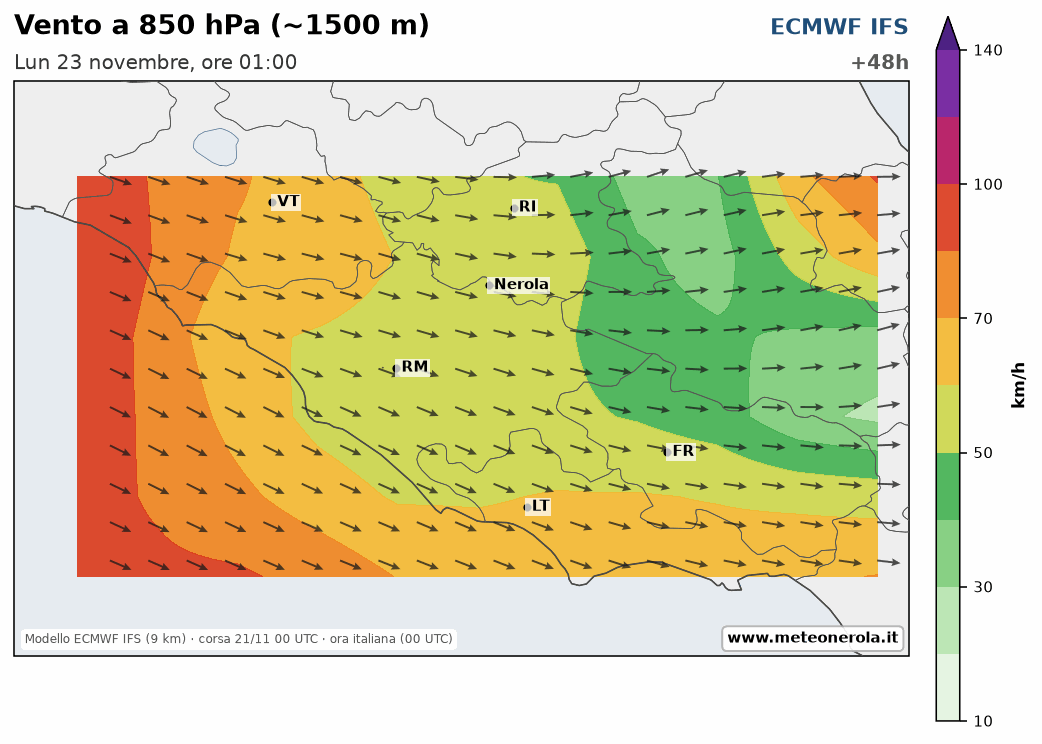 Vento a 850 hPa (~1500 m)
ECMWF IFS
Lun 23 novembre, ore 01:00
+48h
140
100
70
50
30
10
km/h
VT
RI
Nerola
RM
FR
LT
Modello ECMWF IFS (9 km) · corsa 21/11 00 UTC · ora italiana (00 UTC)
www.meteonerola.it